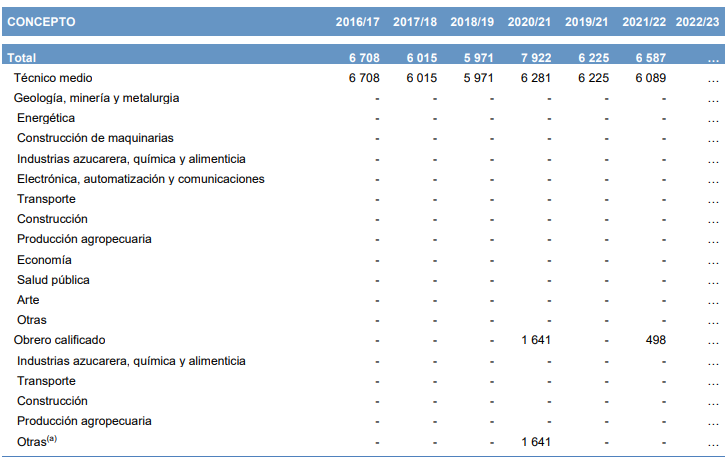 CONCEPTO 2016/17 2017/18 2018/19 2020/21 2019/21 2021/22 2022/23
Total 6 708 6 015 5 971 7 922 6 225 6 587 ...
Técnico medio 6 708 6 015 5 971 6 281 6 225 6 089 ...
Geología, minería y metalurgia - - - - - - ...
Energética - - - - - - ...
Construcción de maquinarias - - - - - - ...
Industrias azucarera, química y alimenticia - - - - - - ...
Electrónica, automatización y comunicaciones - - - - - - ...
Transporte - - - - - - ...
Construcción - - - - - - ...
Producción agropecuaria - - - - - - ...
Economía - - - - - - ...
Salud pública - - - - - - ...
Arte - - - - - - ...
Otras - - - - - - ...
Obrero calificado - - - 1 641 - 498 ...
Industrias azucarera, química y alimenticia - - - - - - ...
Transporte - - - - - - ...
Construcción - - - - - - ...
Producción agropecuaria - - - - - - ...
Otras(a) - - - 1 641 - - ...